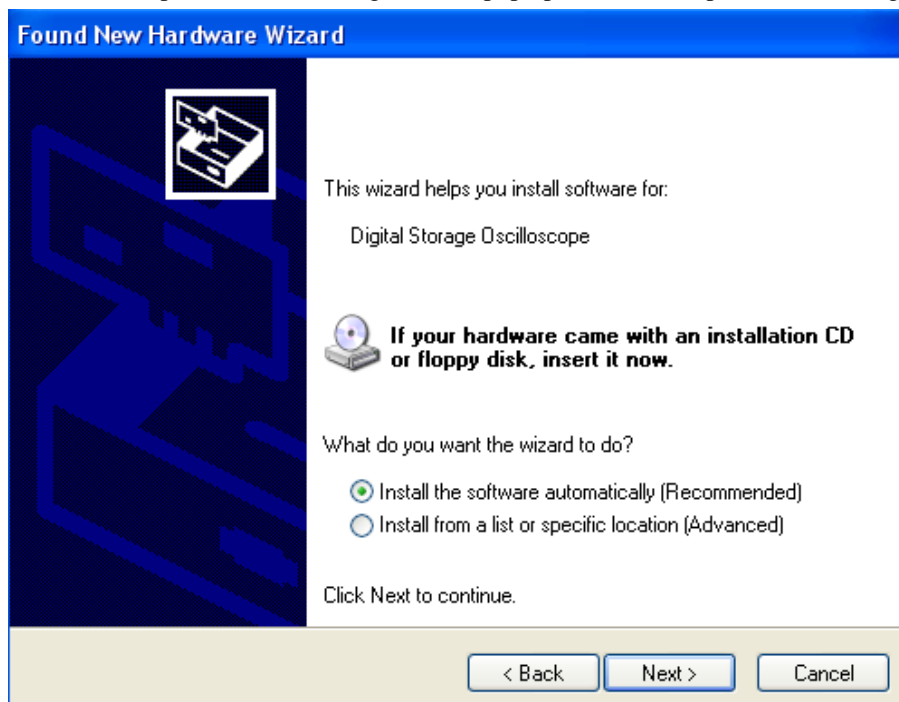 Found New Hardware Wizard
This wizard helps you install software for:
Digital Storage Oscilloscope
If your hardware came with an installation CD
or floppy disk, insert it now.
What do you want the wizard to do?
Install the software automatically (Recommended)
Install from a list or specific location (Advanced)
Click Next to continue.
< Back
Next >
Cancel